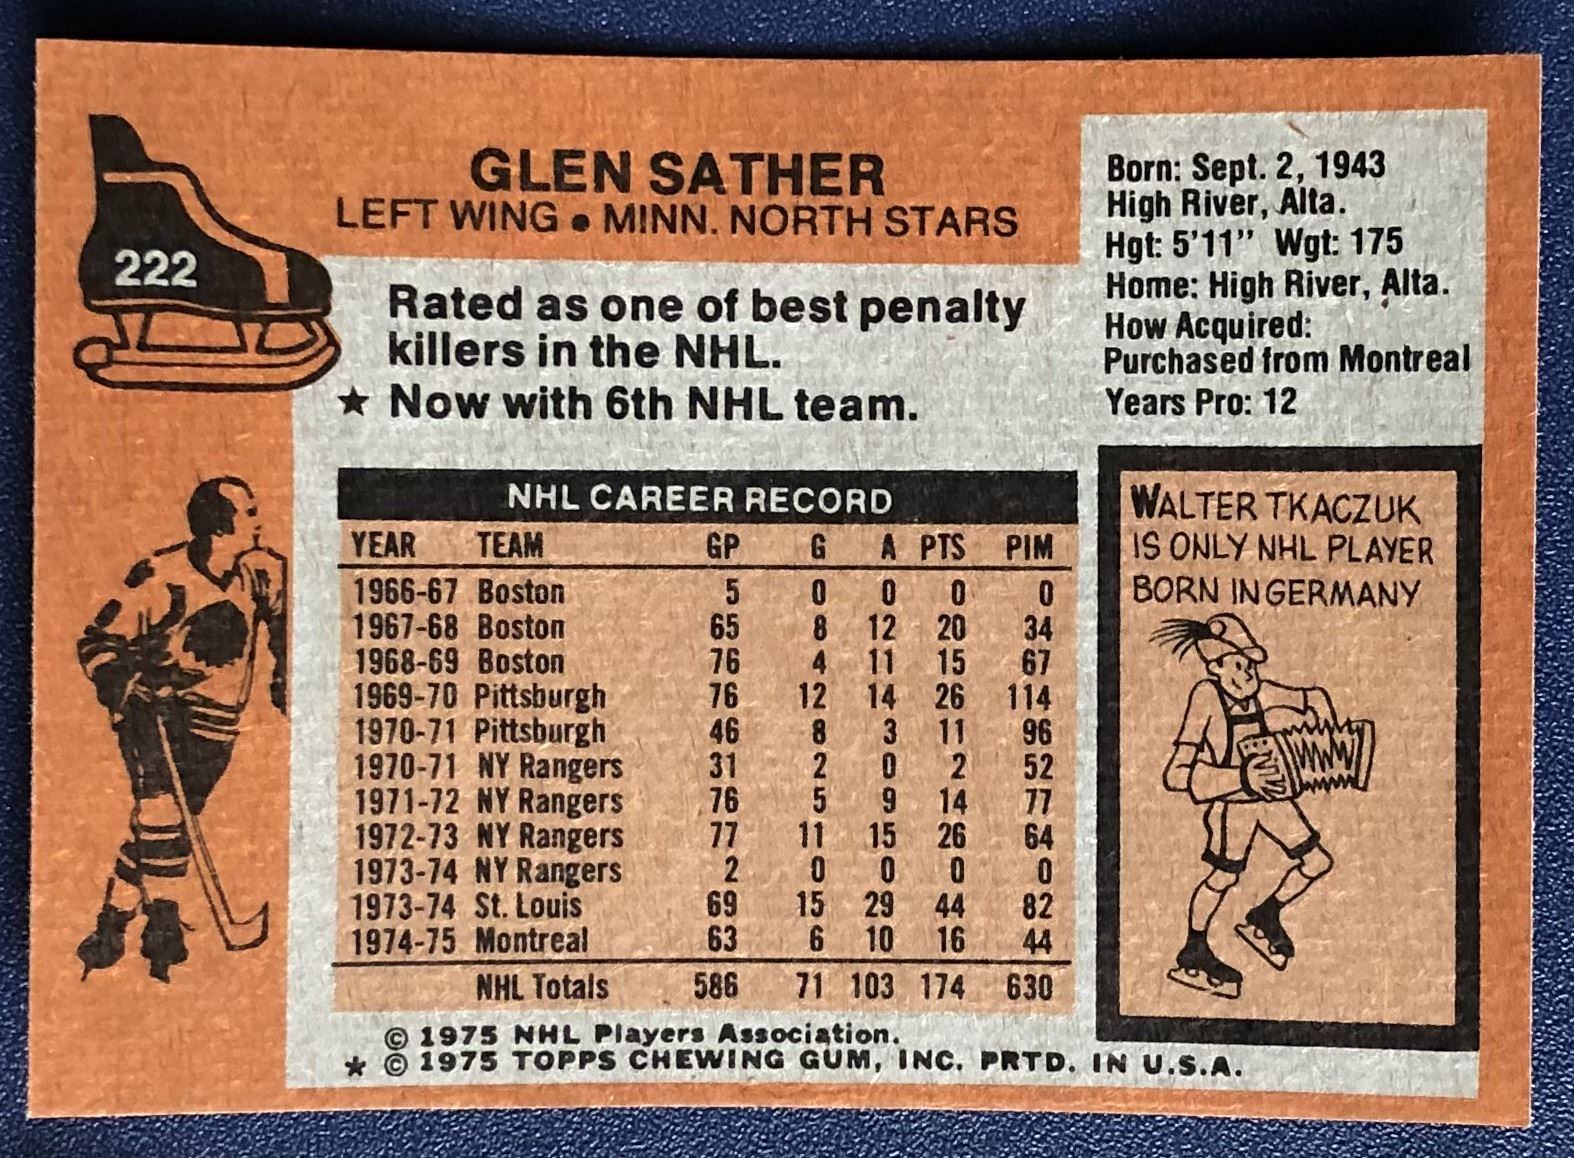 222
GLEN SATHER
LEFT WING • MINN. NORTH STARS
Rated as one of best penalty
killers in the NHL.
★ Now with 6th NHL team.
Born: Sept. 2, 1943
High River, Alta.
Hgt: 5'11" Wgt: 175
Home: High River, Alta.
How Acquired:
Purchased from Montreal
Years Pro: 12
NHL CAREER RECORD
YEAR TEAM GP G A PTS PIM
1966-67 Boston 5 0 0 0 0
1967-68 Boston 65 8 12 20 34
1968-69 Boston 76 4 11 15 67
1969-70 Pittsburgh 76 12 14 26 114
1970-71 Pittsburgh 46 8 3 11 96
1970-71 NY Rangers 31 2 0 2 52
1971-72 NY Rangers 76 5 9 14 77
1972-73 NY Rangers 77 11 15 26 64
1973-74 NY Rangers 2 0 0 0 0
1973-74 St. Louis 69 15 29 44 82
1974-75 Montreal 63 6 10 16 44
NHL Totals 586 71 103 174 630
WALTER TKACZUK
IS ONLY NHL PLAYER
BORN IN GERMANY
© 1975 NHL Players Association.
★ © 1975 TOPPS CHEWING GUM, INC. PRTD. IN U.S.A.